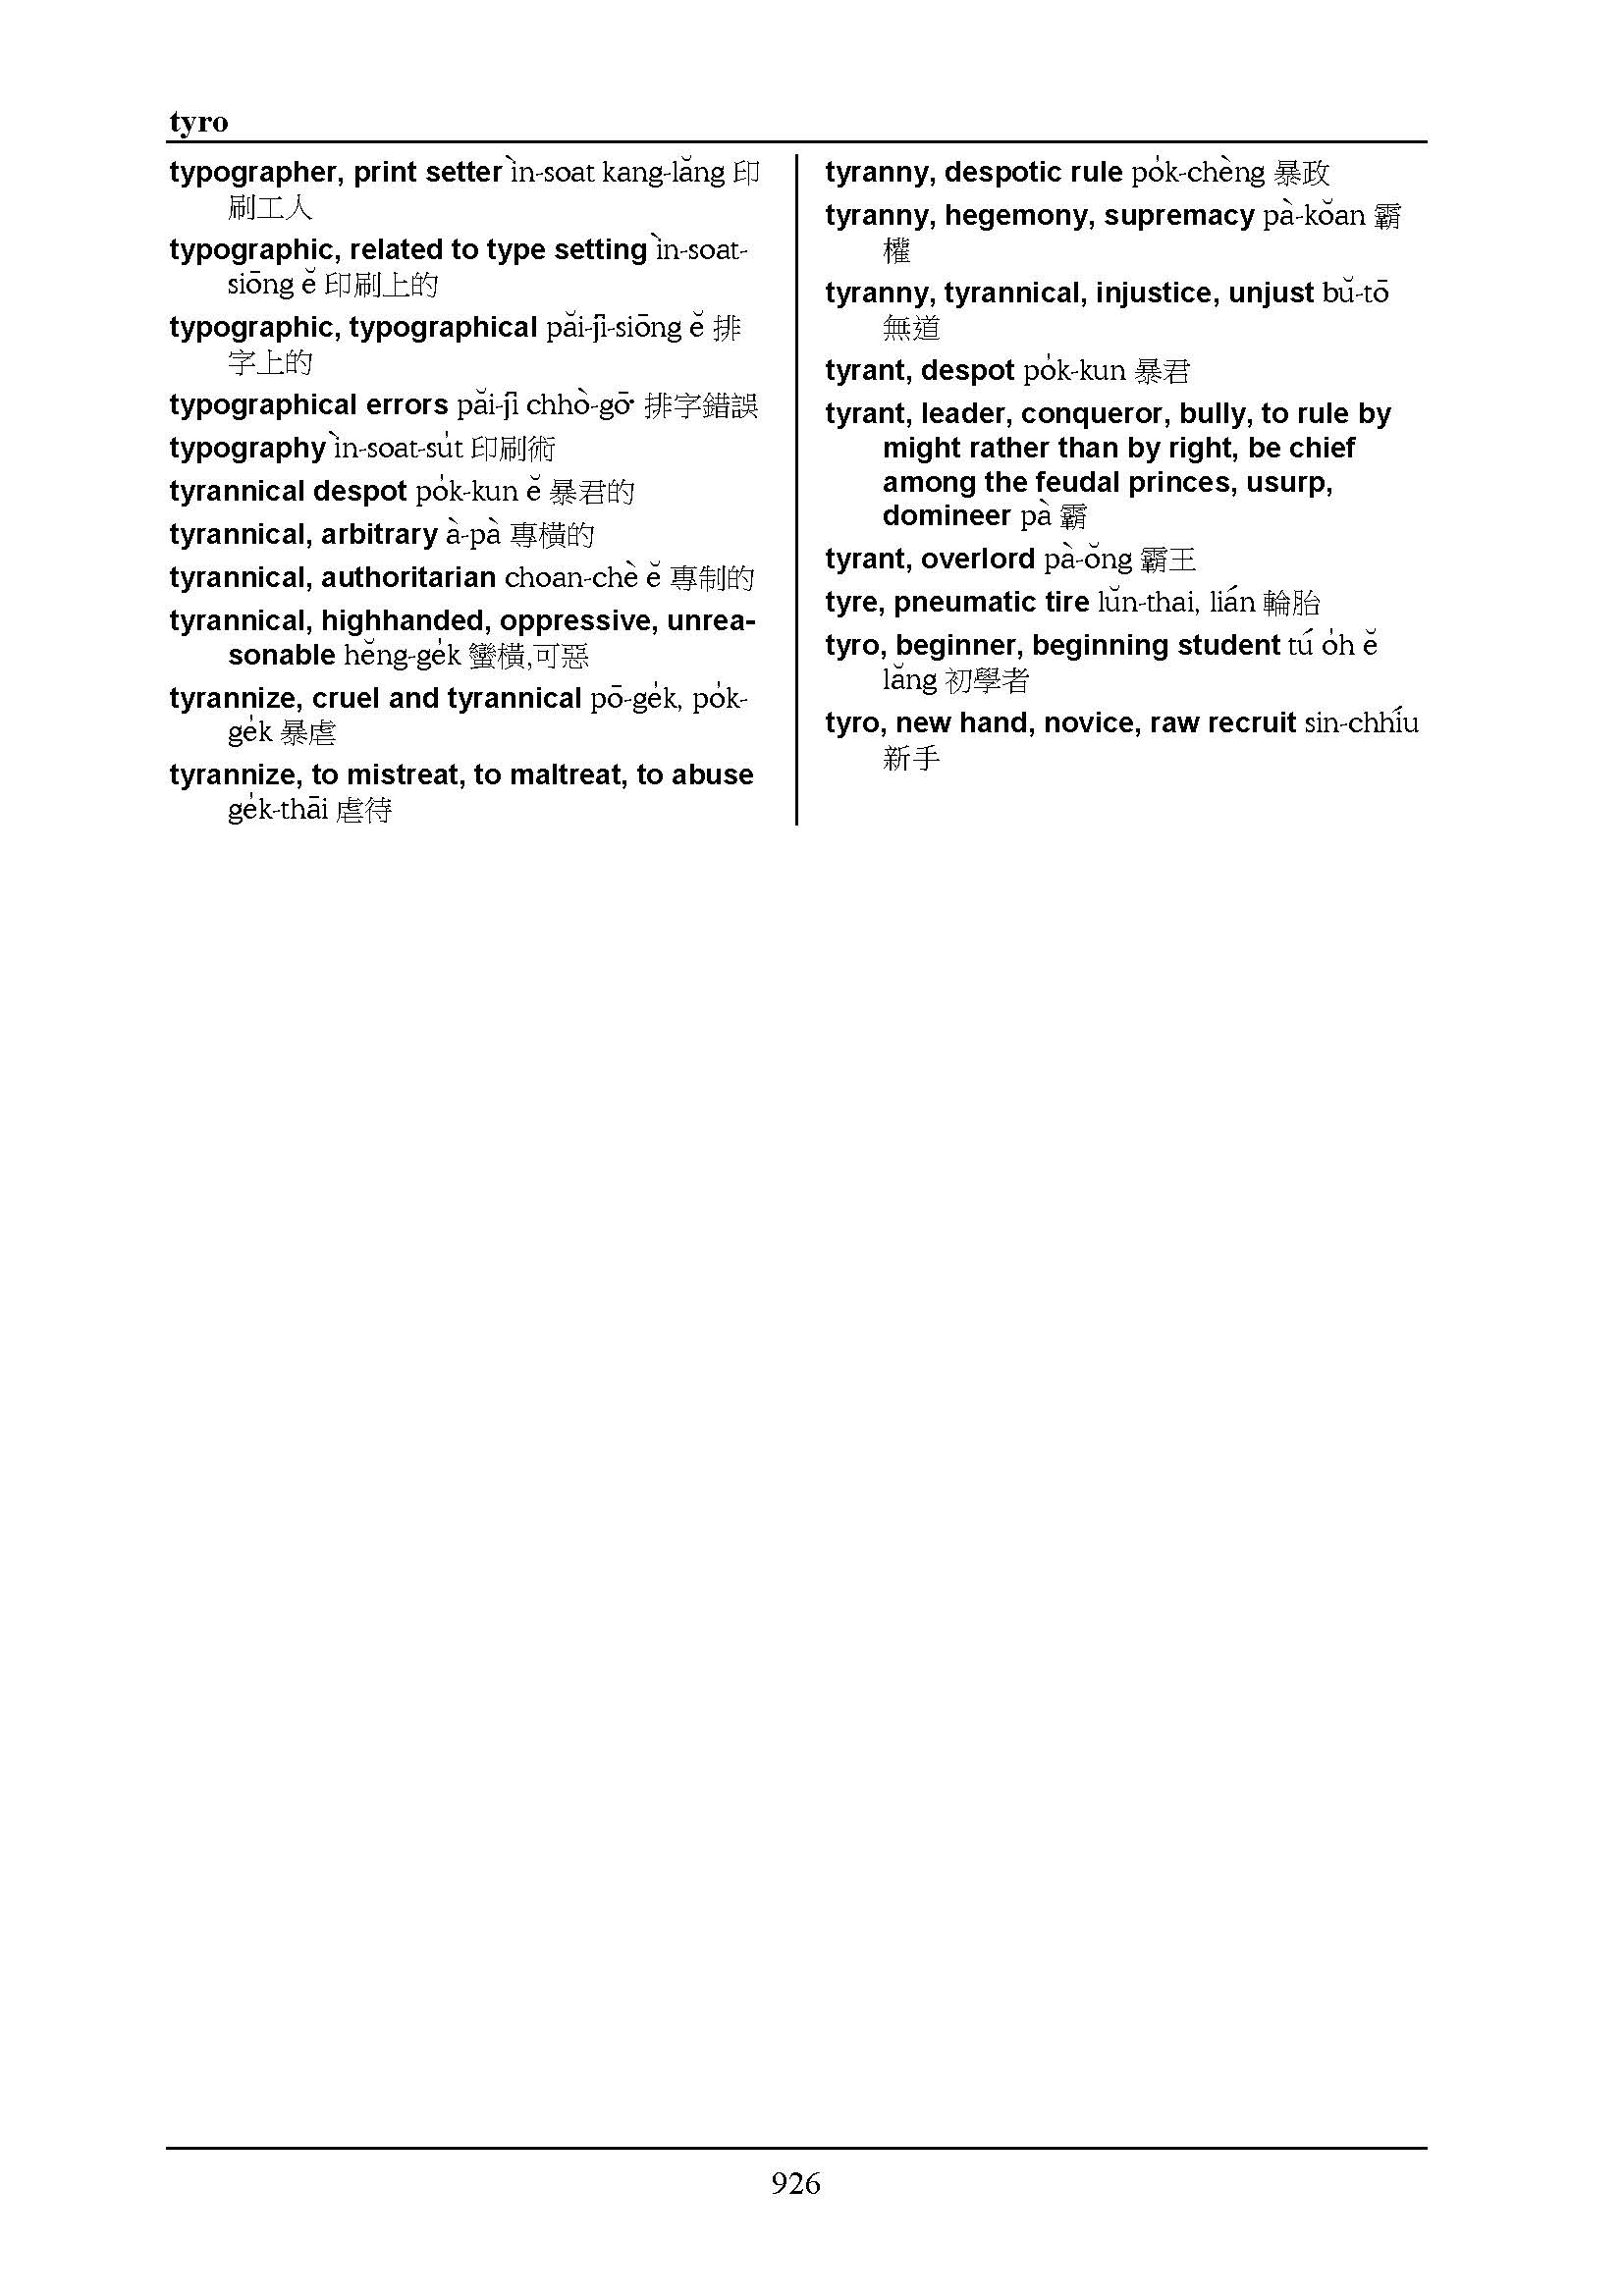 tyro
typographer, print setter ìn-soat kang-lăng 印
刷工人
typographic, related to type setting ìn-soat-
siōng ĕ 印刷上的
typographic, typographical păi-jî-siōng ĕ 排
字上的
typographical errors păi-jî chhò-gō͘ 排字錯誤
typography ìn-soat-su̍t 印刷術
tyrannical despot po̍k-kun ĕ 暴君的
tyrannical, arbitrary à-pà 專橫的
tyrannical, authoritarian choan-chè ĕ 專制的
tyrannical, highhanded, oppressive, unrea-
sonable hĕng-ge̍k 蠻橫,可惡
tyrannize, cruel and tyrannical pō-ge̍k, po̍k-
ge̍k 暴虐
tyrannize, to mistreat, to maltreat, to abuse
ge̍k-thāi 虐待
tyranny, despotic rule po̍k-chèng 暴政
tyranny, hegemony, supremacy pà-kŏan 霸
權
tyranny, tyrannical, injustice, unjust bŭ-tō
無道
tyrant, despot po̍k-kun 暴君
tyrant, leader, conqueror, bully, to rule by
might rather than by right, be chief
among the feudal princes, usurp,
domineer pà 霸
tyrant, overlord pà-ŏng 霸王
tyre, pneumatic tire lŭn-thai, lián 輪胎
tyro, beginner, beginning student tú o̍h ĕ
lăng 初學者
tyro, new hand, novice, raw recruit sin-chhíu
新手
926